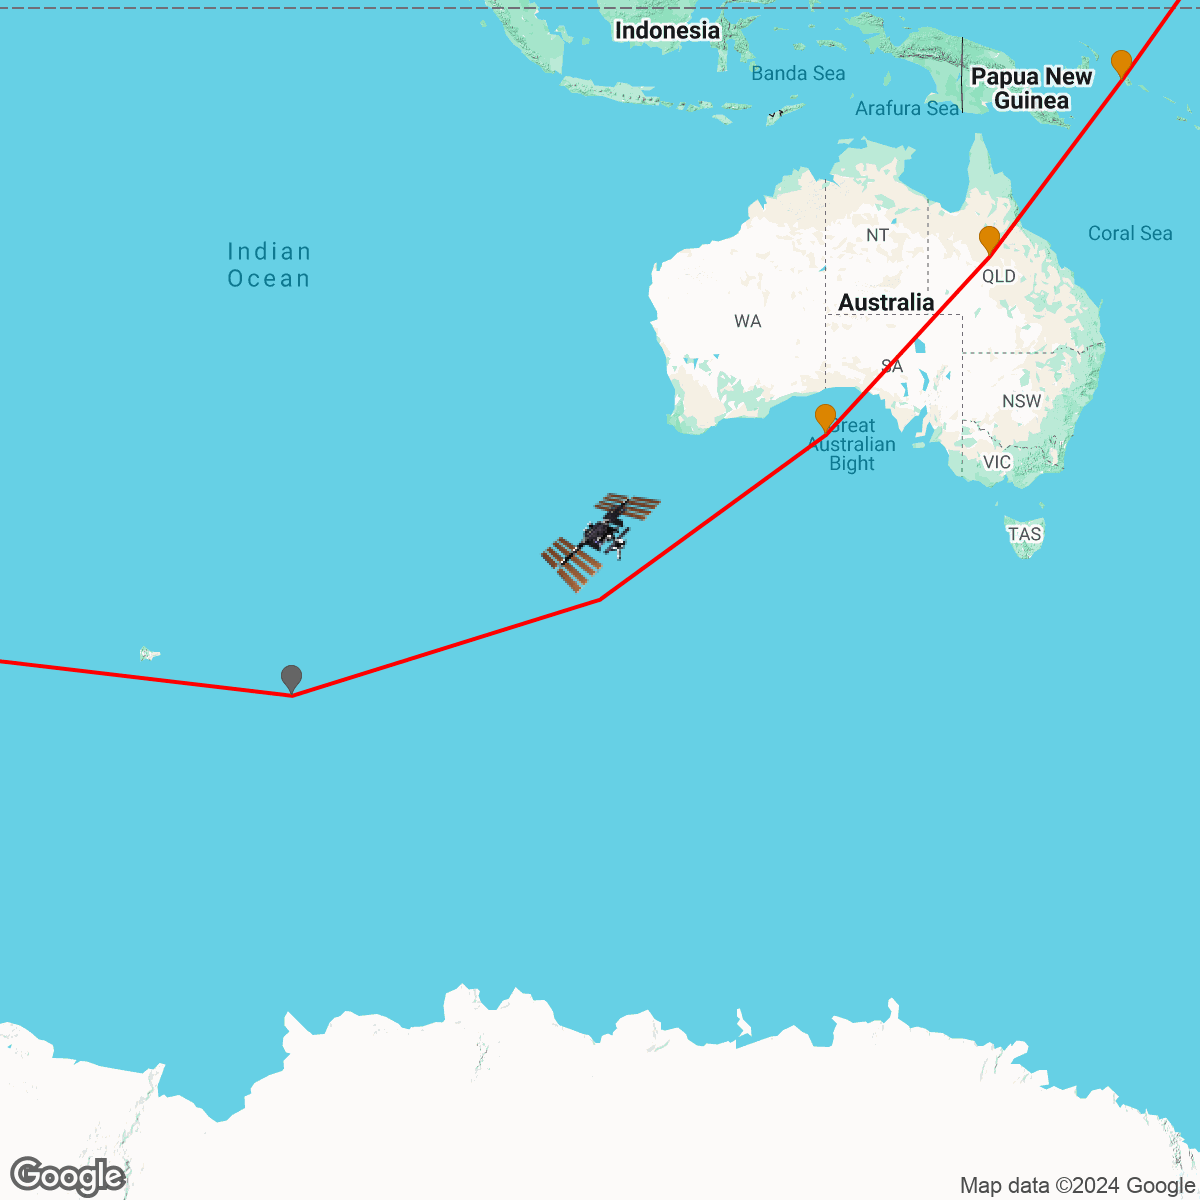 Indonesia
Banda Sea
Papua New
Guinea
Arafura Sea
Coral Sea
NT
Indian
Ocean
QLD
Australia
WA
SA
NSW
Great
Australian
Bight
VIC
TAS
Google
Map data ©2024 Google